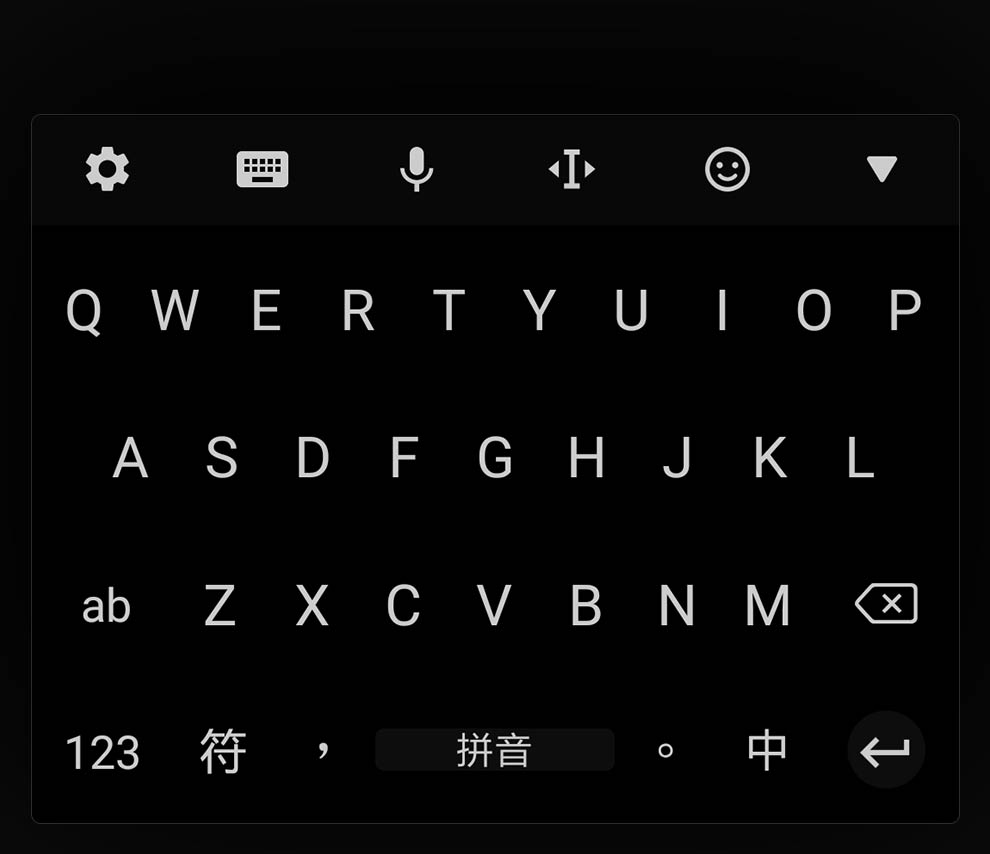 Q W E R T Y U I O P
A S D F G H J K L
ab Z X C V B N M
123 符 ， 拼音 。 中